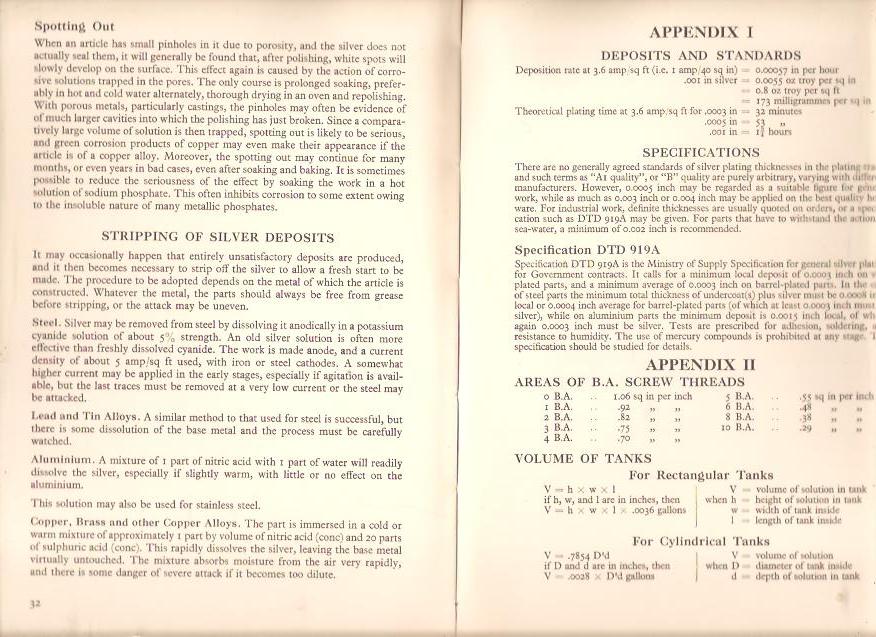 Spotting Out
When an article has small pinholes in it due to porosity, and the silver does not
actually seal them, it will generally be found that, after polishing, white spots will
slowly develop on the surface. This effect again is caused by the action of corro-
sive solutions trapped in the pores. The only course is prolonged soaking, prefer-
ably in hot and cold water alternately, thorough drying in an oven and repolishing.
With porous metals, particularly castings, the pinholes may often be evidence of
of much larger cavities into which the polishing has just broken. Since a compara-
tively large volume of solution is then trapped, spotting out is likely to be serious,
and green corrosion products of copper may even make their appearance if the
article is of a copper alloy. Moreover, the spotting out may continue for many
months, or even years in bad cases, even after soaking and baking. It is sometimes
possible to reduce the seriousness of the effect by soaking the work in a hot
solution of sodium phosphate. This often inhibits corrosion to some extent owing
to the insoluble nature of many metallic phosphates.
STRIPPING OF SILVER DEPOSITS
It may occasionally happen that entirely unsatisfactory deposits are produced,
and it then becomes necessary to strip off the silver to allow a fresh start to be
made. The procedure to be adopted depends on the metal of which the article is
constructed. Whatever the metal, the parts should always be free from grease
before stripping, or the attack may be uneven.
Steel. Silver may be removed from steel by dissolving it anodically in a potassium
cyanide solution of about 5% strength. An old silver solution is often more
effective than freshly dissolved cyanide. The work is made anode, and a current
density of about 5 amp/sq ft used, with iron or steel cathodes. A somewhat
higher current may be applied in the early stages, especially if agitation is avail-
able, but the last traces must be removed at a very low current or the steel may
be attacked.
Lead and Tin Alloys. A similar method to that used for steel is successful, but
there is some dissolution of the base metal and the process must be carefully
watched.
Aluminium. A mixture of 1 part of nitric acid with 1 part of water will readily
dissolve the silver, especially if slightly warm, with little or no effect on the
aluminium.
This solution may also be used for stainless steel.
Copper, Brass and other Copper Alloys. The part is immersed in a cold or
warm mixture of approximately 1 part by volume of nitric acid (conc) and 20 parts
of sulphuric acid (conc). This rapidly dissolves the silver, leaving the base metal
virtually untouched. The mixture absorbs moisture from the air very rapidly,
and there is some danger of severe attack if it becomes too dilute.
32
APPENDIX I
DEPOSITS AND STANDARDS
Deposition rate at 3.6 amp/sq ft (i.e. 1 amp/40 sq in) = 0.00057 in per hour
.001 in silver = 0.0055 oz troy per sq in
= 0.8 oz troy per sq ft
= 173 milligrammes per sq in
Theoretical plating time at 3.6 amp/sq ft for .0003 in = 32 minutes
.0005 in = 53 „
.001 in = 1¾ hours
SPECIFICATIONS
There are no generally agreed standards of silver plating thicknesses in the plating
and such terms as "A1 quality", or "B" quality are purely arbitrary, varying with
manufacturers. However, 0.0005 inch may be regarded as a suitable figure for
work, while as much as 0.003 inch or 0.004 inch may be applied on the best quality
ware. For industrial work, definite thicknesses are usually quoted on orders, or a
cation such as DTD 919A may be given. For parts that have to withstand the action
sea-water, a minimum of 0.002 inch is recommended.
Specification DTD 919A
Specification DTD 919A is the Ministry of Supply Specification for general silver
for Government contracts. It calls for a minimum local deposit of 0.0003 inch on
plated parts, and a minimum average of 0.0003 inch on barrel-plated parts. In the
of steel parts the minimum total thickness of undercoat(s) plus silver must be 0.0008
local or 0.0004 inch average for barrel-plated parts (of which at least 0.0003 inch must
silver), while on aluminium parts the minimum deposit is 0.0015 inch local, of
again 0.0003 inch must be silver. Tests are prescribed for adhesion, soldering,
resistance to humidity. The use of mercury compounds is prohibited at any stage.
specification should be studied for details.
APPENDIX II
AREAS OF B.A. SCREW THREADS
0 B.A. .. 1.06 sq in per inch 5 B.A. .. .55 sq in per inch
1 B.A. .. .92 „ „ 6 B.A. .. .48 „ „
2 B.A. .. .82 „ „ 8 B.A. .. .38 „ „
3 B.A. .. .75 „ „ 10 B.A. .. .29 „ „
4 B.A. .. .70 „ „
VOLUME OF TANKS
For Rectangular Tanks
V = h × w × l V = volume of solution in tank
if h, w, and l are in inches, then when h = height of solution in tank
V = h × w × l × .0036 gallons w = width of tank inside
l = length of tank inside
For Cylindrical Tanks
V = .7854 D²d V = volume of solution
if D and d are in inches, then when D = diameter of tank inside
V = .0028 × D²d gallons d = depth of solution in tank